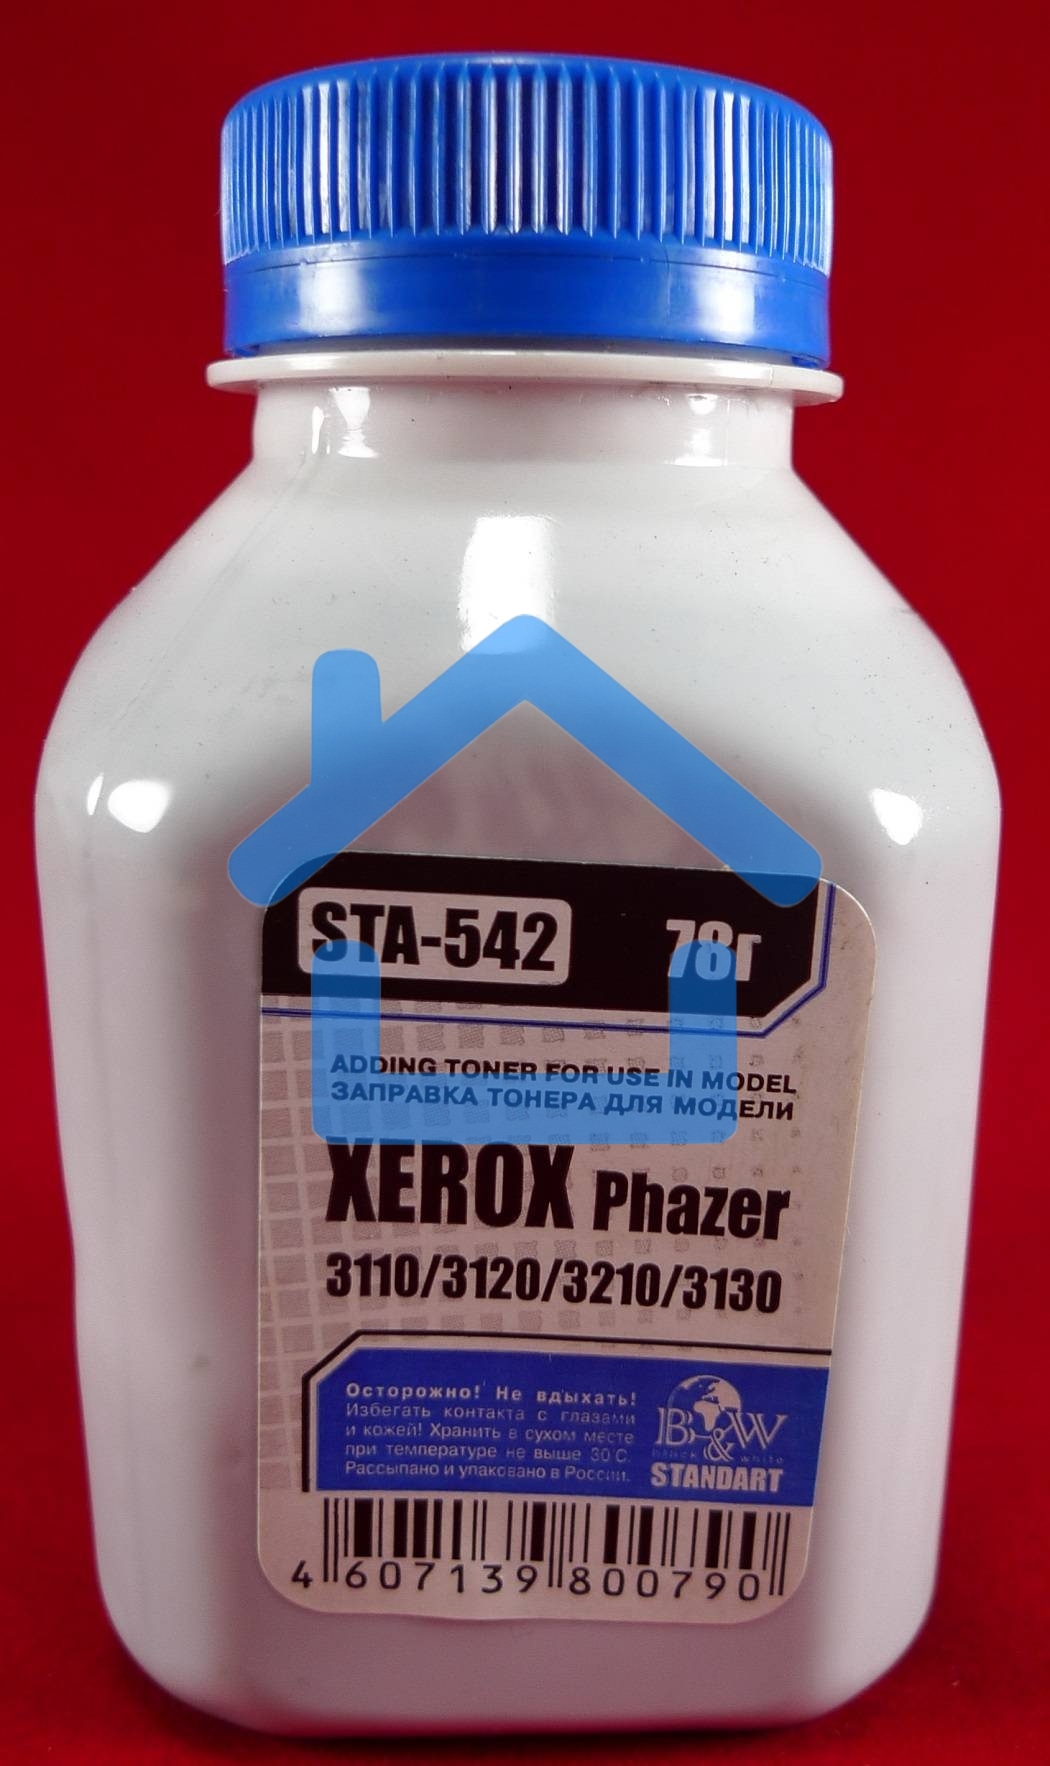 STA-542 78г
ADDING TONER FOR USE IN MODEL
ЗАПРАВКА ТОНЕРА ДЛЯ МОДЕЛИ
XEROX Phazer
3110/3120/3210/3130
Осторожно! Не вдыхать!
Избегать контакта с глазами
и кожей! Хранить в сухом месте
при температуре не выше 30°С.
Рассыпано и упаковано в России.
B&W
black white
STANDART
4 607139 800790